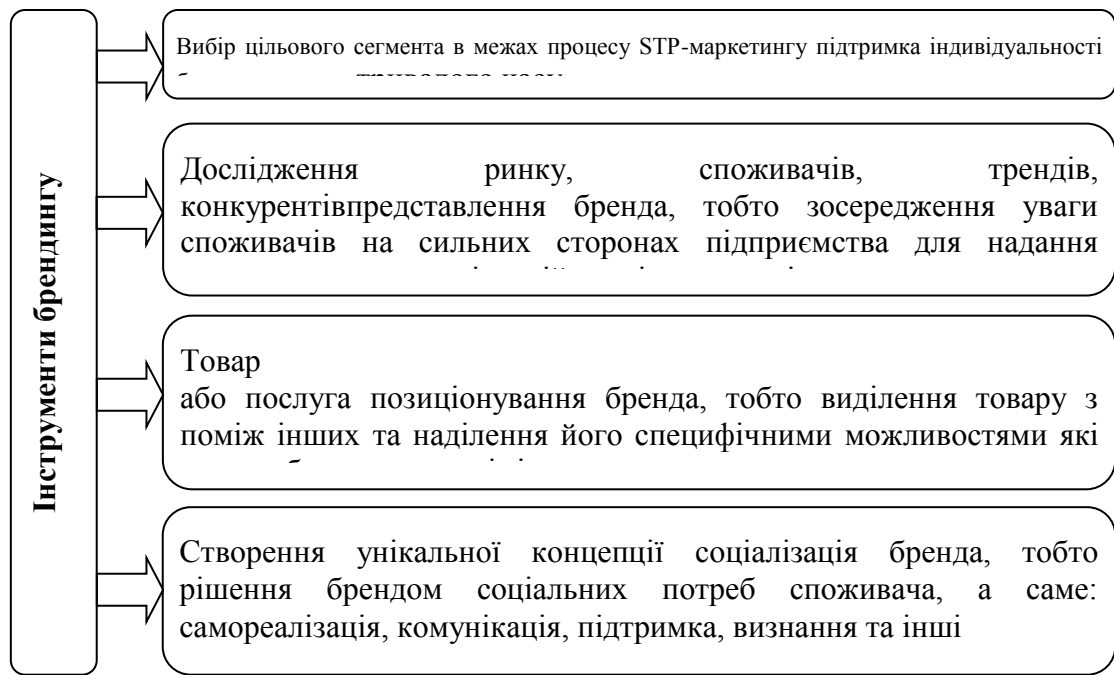 Інструменти брендингу
Вибір цільового сегмента в межах процесу STP-маркетингу підтримка індивідуальності
тривалого часу
Дослідження ринку, споживачів, трендів,
конкурентівпредставлення бренда, тобто зосередження уваги
споживачів на сильних сторонах підприємства для надання
Товар
або послуга позиціонування бренда, тобто виділення товару з
поміж інших та наділення його специфічними можливостями які
Створення унікальної концепції соціалізація бренда, тобто
рішення брендом соціальних потреб споживача, а саме:
самореалізація, комунікація, підтримка, визнання та інші